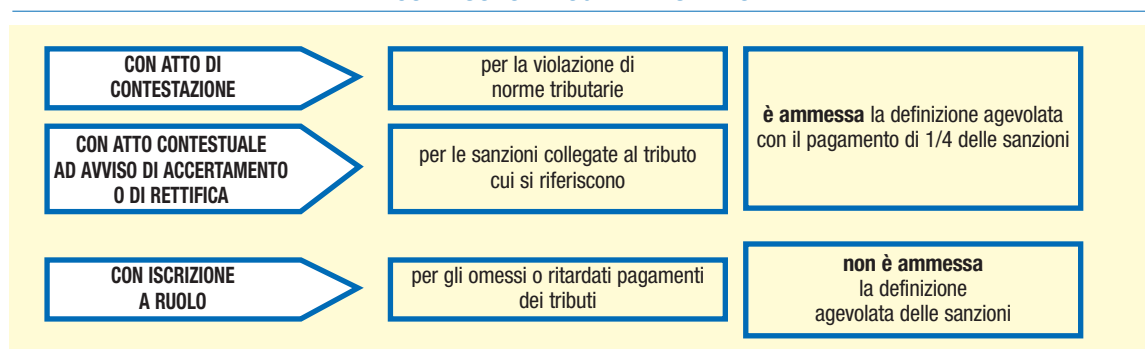 CON ATTO DI
CONTESTAZIONE
per la violazione di
norme tributarie
è ammessa la definizione agevolata
con il pagamento di 1/4 delle sanzioni
CON ATTO CONTESTUALE
AD AVVISO DI ACCERTAMENTO
O DI RETTIFICA
per le sanzioni collegate al tributo
cui si riferiscono
CON ISCRIZIONE
A RUOLO
per gli omessi o ritardati pagamenti
dei tributi
non è ammessa
la definizione
agevolata delle sanzioni